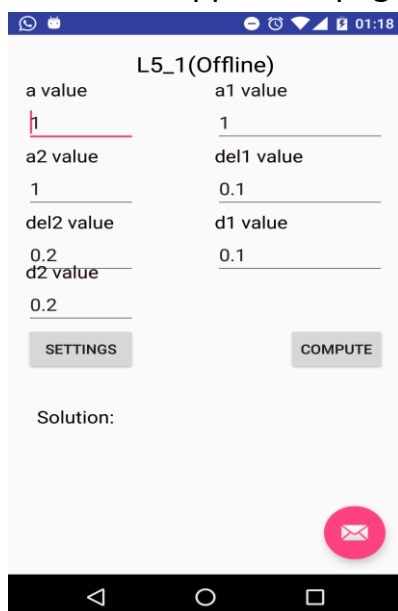 01:18
L5_1(Offline)
a value a1 value
1 1
a2 value del1 value
1 0.1
del2 value d1 value
0.2 0.1
d2 value
0.2
SETTINGS COMPUTE
Solution: